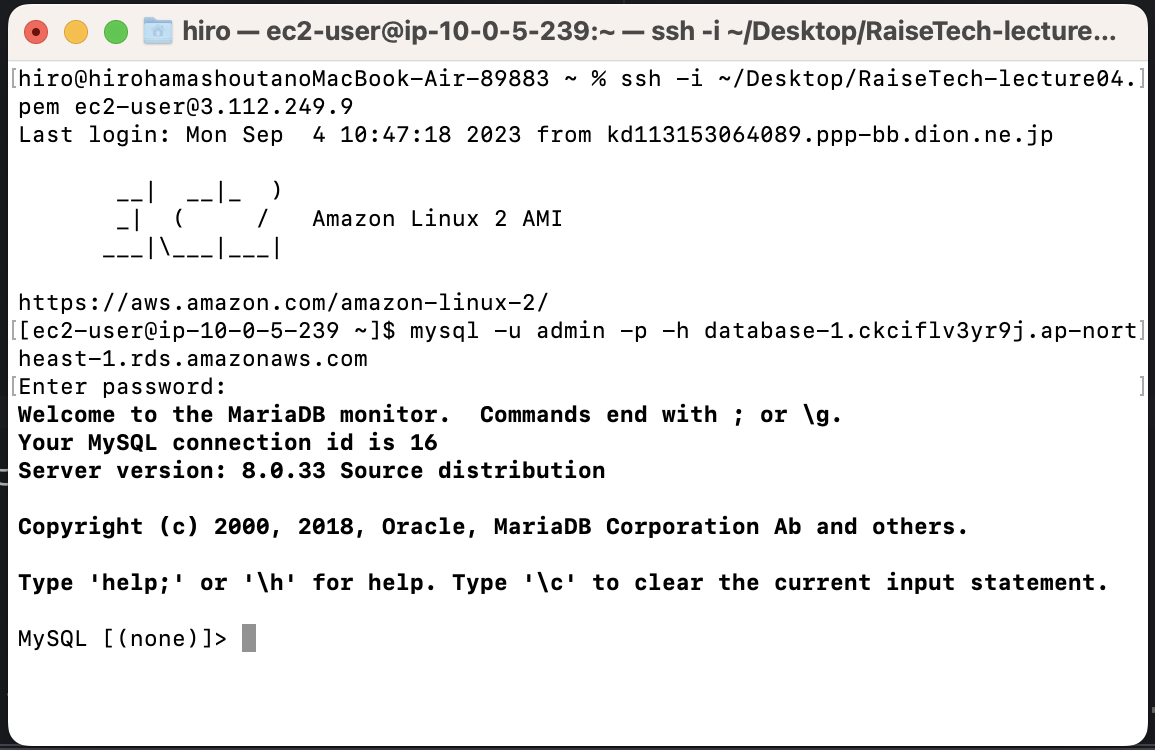 hiro — ec2-user@ip-10-0-5-239:~ — ssh -i ~/Desktop/RaiseTech-lecture...
[hiro@hirohamashoutanoMacBook-Air-89883 ~ % ssh -i ~/Desktop/RaiseTech-lecture04.]
pem ec2-user@3.112.249.9
Last login: Mon Sep  4 10:47:18 2023 from kd113153064089.ppp-bb.dion.ne.jp

       __|  __|_  )
       _|  (     /   Amazon Linux 2 AMI
      ___|\___|___|

https://aws.amazon.com/amazon-linux-2/
[[ec2-user@ip-10-0-5-239 ~]$ mysql -u admin -p -h database-1.ckciflv3yr9j.ap-nort]
heast-1.rds.amazonaws.com
[Enter password: ]
Welcome to the MariaDB monitor.  Commands end with ; or \g.
Your MySQL connection id is 16
Server version: 8.0.33 Source distribution

Copyright (c) 2000, 2018, Oracle, MariaDB Corporation Ab and others.

Type 'help;' or '\h' for help. Type '\c' to clear the current input statement.

MySQL [(none)]>